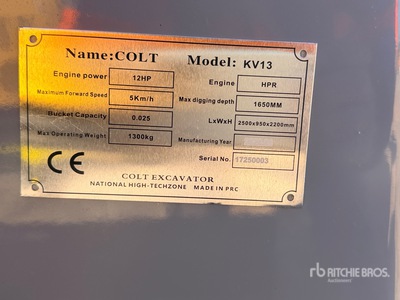 Name:COLT Model: KV13
Engine power 12HP Engine HPR
Maximum Forward Speed 5Km/h Max digging depth 1650MM
Bucket Capacity 0.025 LxWxH 2500x950x2200mm
Max Operating Weight 1300kg Manufacturing Year
Serial No. 17250003
CE
COLT EXCAVATOR
NATIONAL HIGH-TECHZONE MADE IN PRC
rb RITCHIE BROS.
Auctioneers